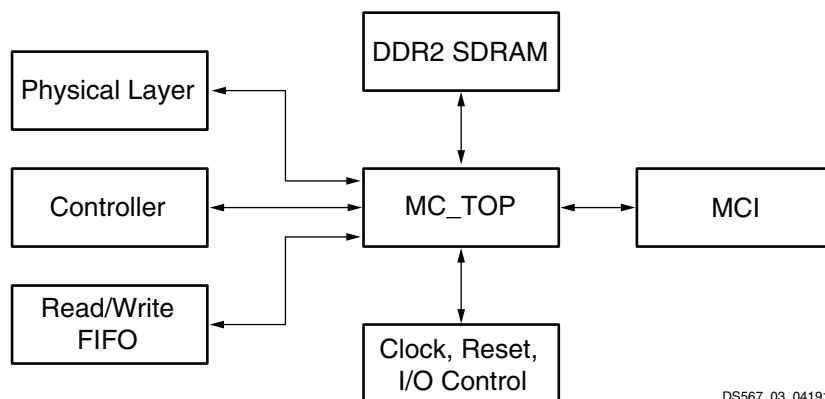 DDR2 SDRAM
Physical Layer
Controller
MC_TOP
MCI
Read/Write
FIFO
Clock, Reset,
I/O Control